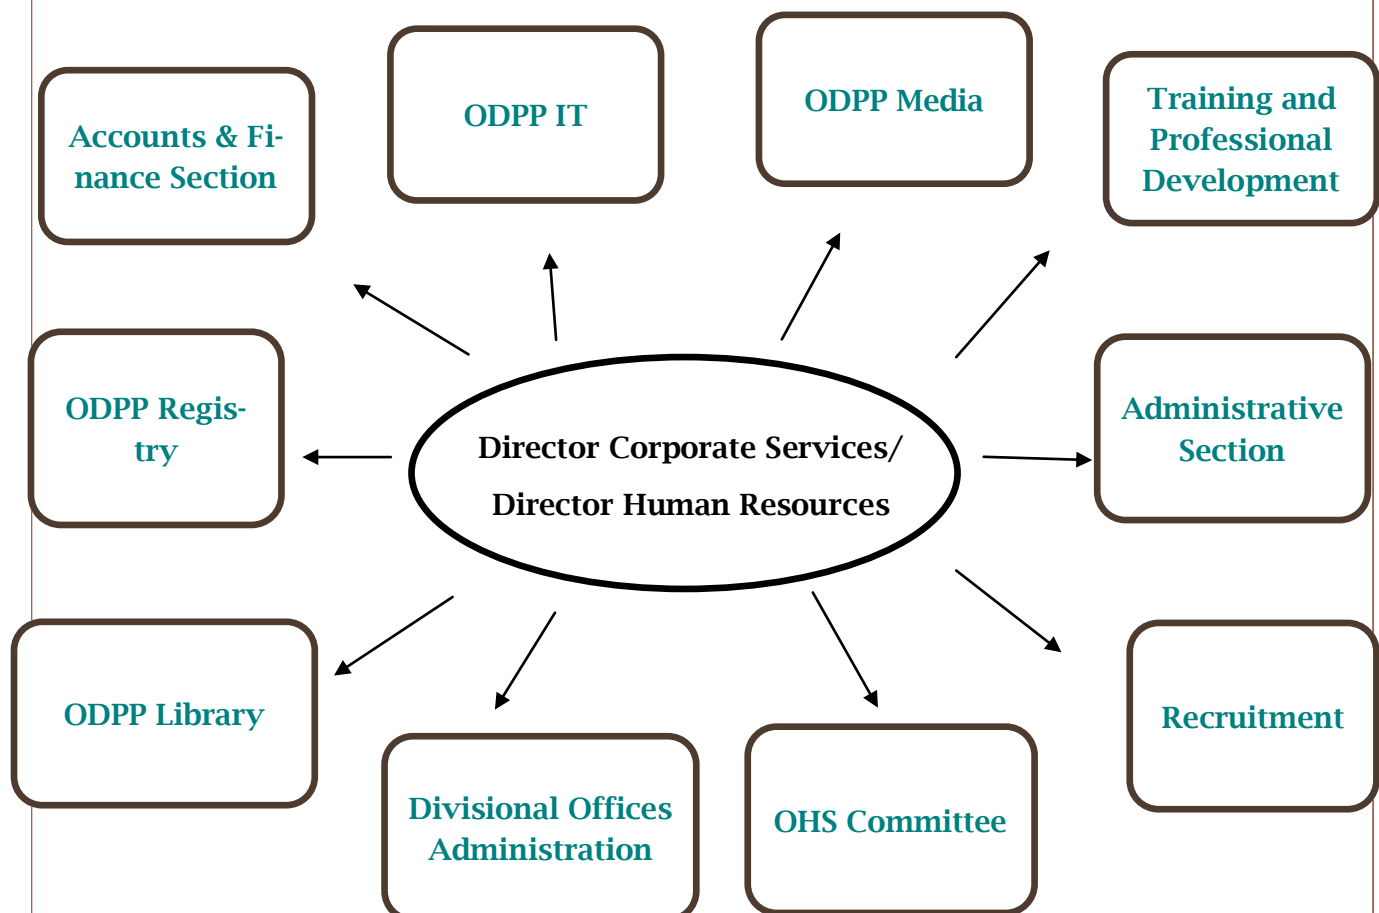 ODPP Media
Training and
Professional
Development
ODPP IT
Accounts & Fi-
nance Section
ODPP Regis-
try
Administrative
Section
Director Corporate Services/
Director Human Resources
ODPP Library
Recruitment
Divisional Offices
Administration
OHS Committee